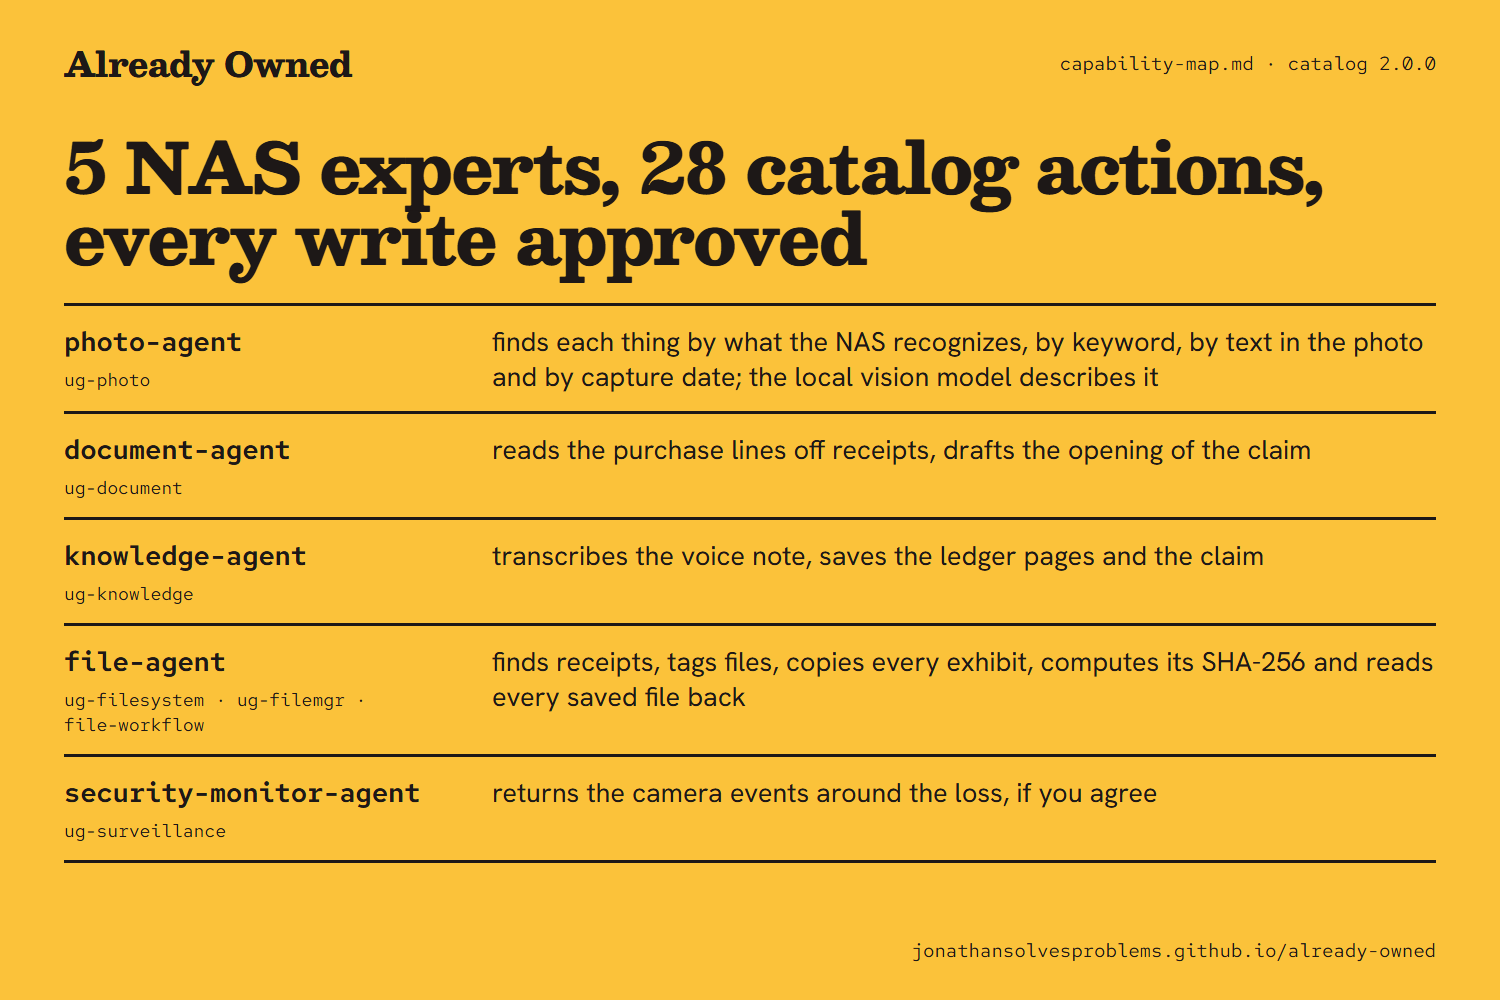 Already Owned
capability-map.md · catalog 2.0.0
5 NAS experts, 28 catalog actions,
every write approved
photo-agent
ug-photo
finds each thing by what the NAS recognizes, by keyword, by text in the photo
and by capture date; the local vision model describes it
document-agent
ug-document
reads the purchase lines off receipts, drafts the opening of the claim
knowledge-agent
ug-knowledge
transcribes the voice note, saves the ledger pages and the claim
file-agent
ug-filesystem · ug-filemgr ·
file-workflow
finds receipts, tags files, copies every exhibit, computes its SHA-256 and reads
every saved file back
security-monitor-agent
ug-surveillance
returns the camera events around the loss, if you agree
jonathansolvesproblems.github.io/already-owned